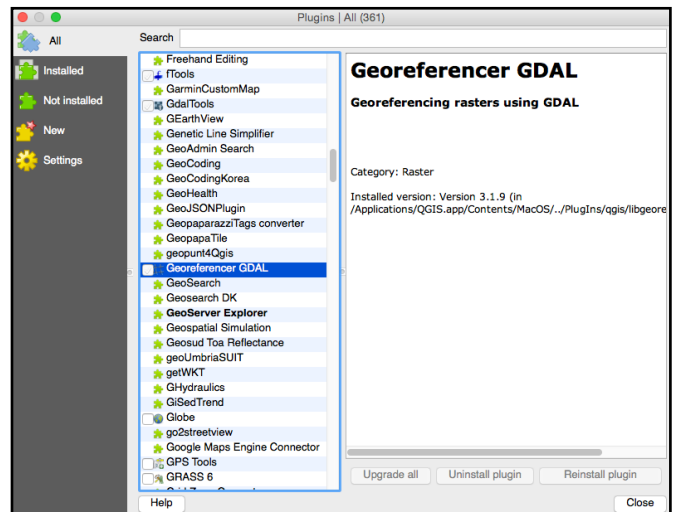 Plugins | All (361)
All
Installed
Not installed
New
Settings
Search
Freehand Editing
fTools
GarminCustomMap
GdalTools
GEarthView
Genetic Line Simplifier
GeoAdmin Search
GeoCoding
GeoCodingKorea
GeoHealth
GeoJSONPlugin
GeopaparazziTags converter
GeopapaTile
geopunt4Qgis
Georeferencer GDAL
GeoSearch
Geosearch DK
GeoServer Explorer
Geospatial Simulation
Geosud Toa Reflectance
geoUmbriaSUIT
getWKT
GHydraulics
GiSedTrend
Globe
go2streetview
Google Maps Engine Connector
GPS Tools
GRASS 6
Georeferencer GDAL
Georeferencing rasters using GDAL
Category: Raster
Installed version: Version 3.1.9 (in
/Applications/QGIS.app/Contents/MacOS/../PlugIns/qgis/libgeore
Upgrade all
Uninstall plugin
Reinstall plugin
Help
Close